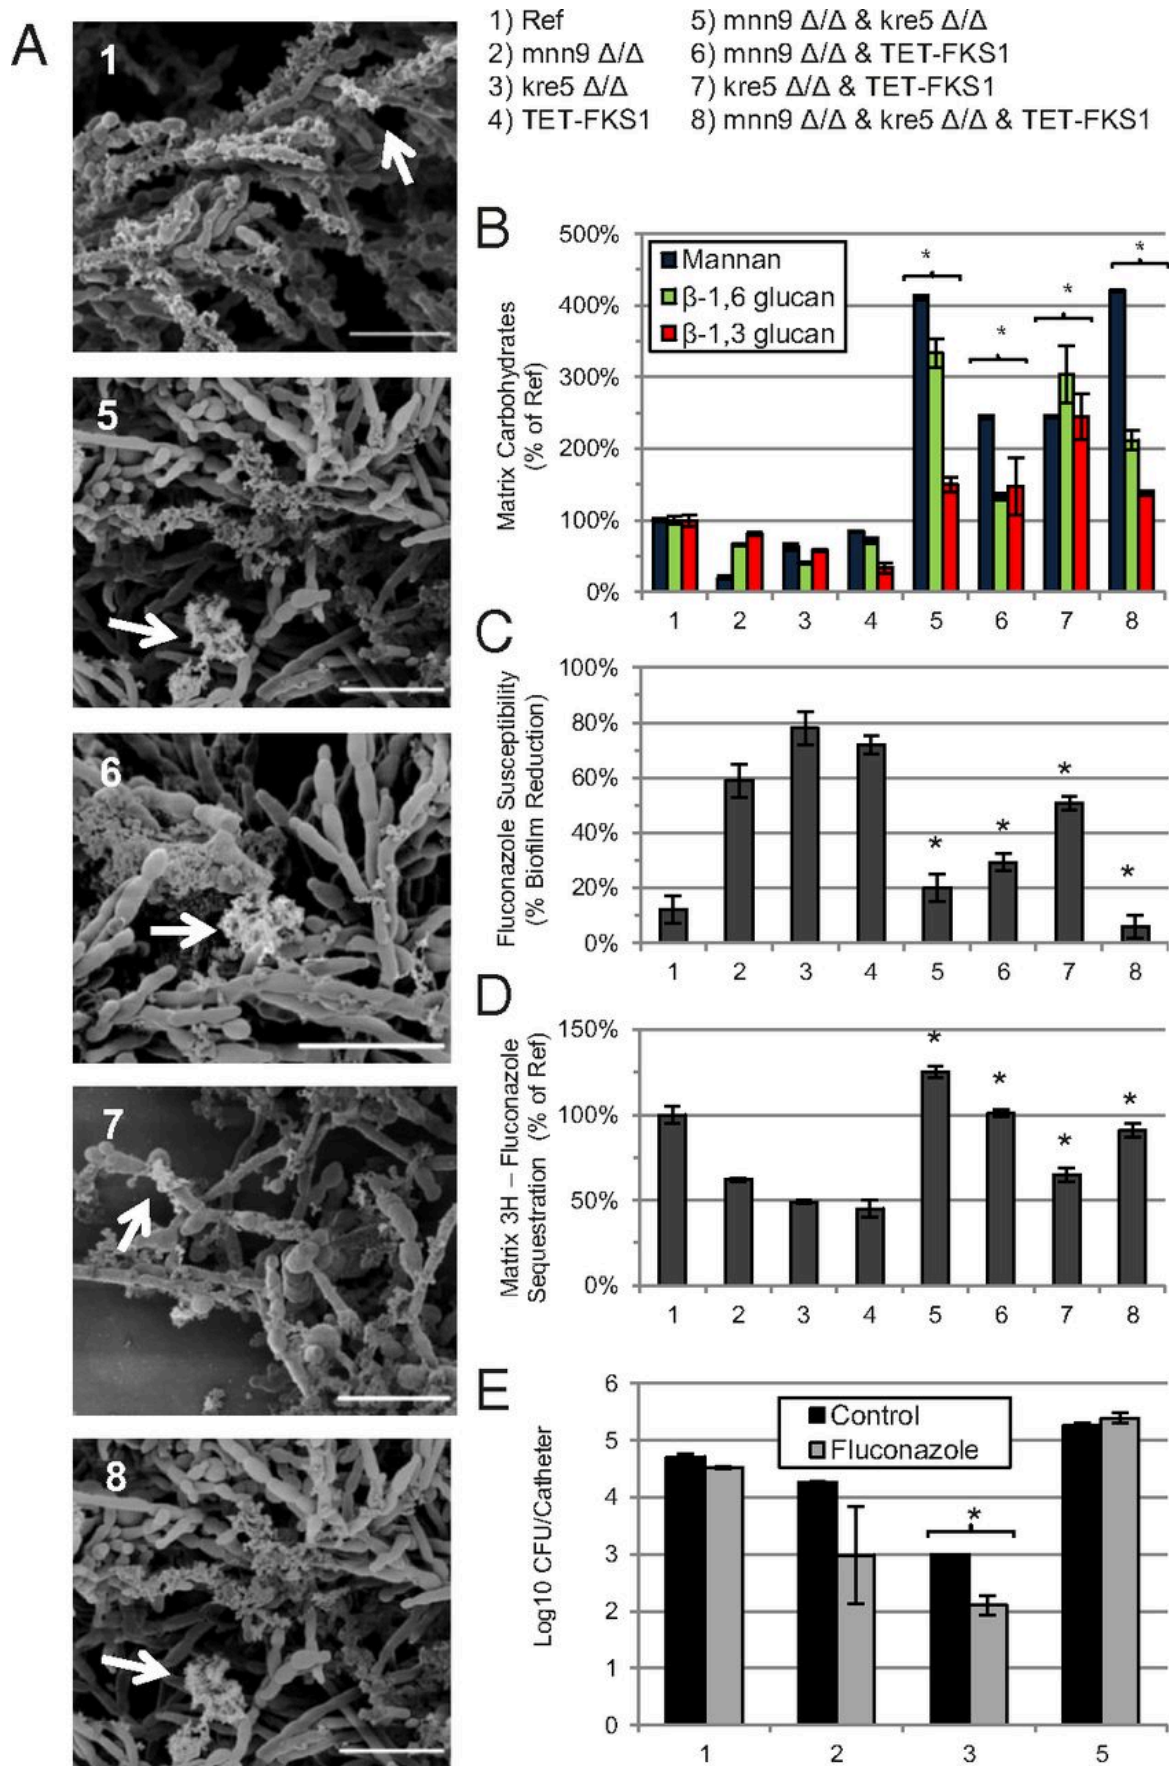 A
1
5
6
7
8
1) Ref 5) mnn9 Δ/Δ & kre5 Δ/Δ
2) mnn9 Δ/Δ 6) mnn9 Δ/Δ & TET-FKS1
3) kre5 Δ/Δ 7) kre5 Δ/Δ & TET-FKS1
4) TET-FKS1 8) mnn9 Δ/Δ & kre5 Δ/Δ & TET-FKS1
B
Matrix Carbohydrates
(% of Ref)
500%
400%
300%
200%
100%
0%
Mannan
β-1,6 glucan
β-1,3 glucan
* * * *
1 2 3 4 5 6 7 8
C
Fluconazole Susceptibility
(% Biofilm Reduction)
100%
80%
60%
40%
20%
0%
* * * *
1 2 3 4 5 6 7 8
D
Matrix 3H – Fluconazole
Sequestration (% of Ref)
150%
100%
50%
0%
* * * *
1 2 3 4 5 6 7 8
E
Log10 CFU/Catheter
6
5
4
3
2
1
0
Control
Fluconazole
*
1 2 3 5